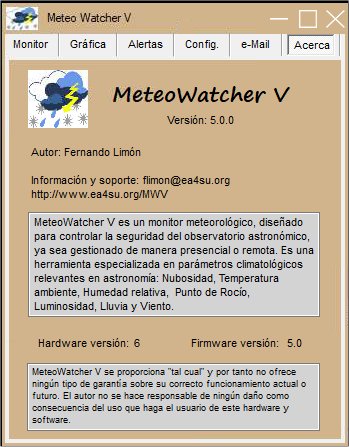 Meteo Watcher V
Monitor Gráfica Alertas Config. e-Mail Acerca
MeteoWatcher V
Versión: 5.0.0
Autor: Fernando Limón
Información y soporte: flimon@ea4su.org
http://www.ea4su.org/MWV
MeteoWatcher V es un monitor meteorológico, diseñado
para controlar la seguridad del observatorio astronómico,
ya sea gestionado de manera presencial o remota. Es una
herramienta especializada en parámetros climatológicos
relevantes en astronomía: Nubosidad, Temperatura
ambiente, Humedad relativa, Punto de Rocío,
Luminosidad, Lluvia y Viento.
Hardware versión: 6 Firmware versión: 5.0
MeteoWatcher V se proporciona "tal cual" y por tanto no ofrece
ningún tipo de garantía sobre su correcto funcionamiento actual o
futuro. El autor no se hace responsable de ningún daño como
consecuencia del uso que haga el usuario de este hardware y
software.